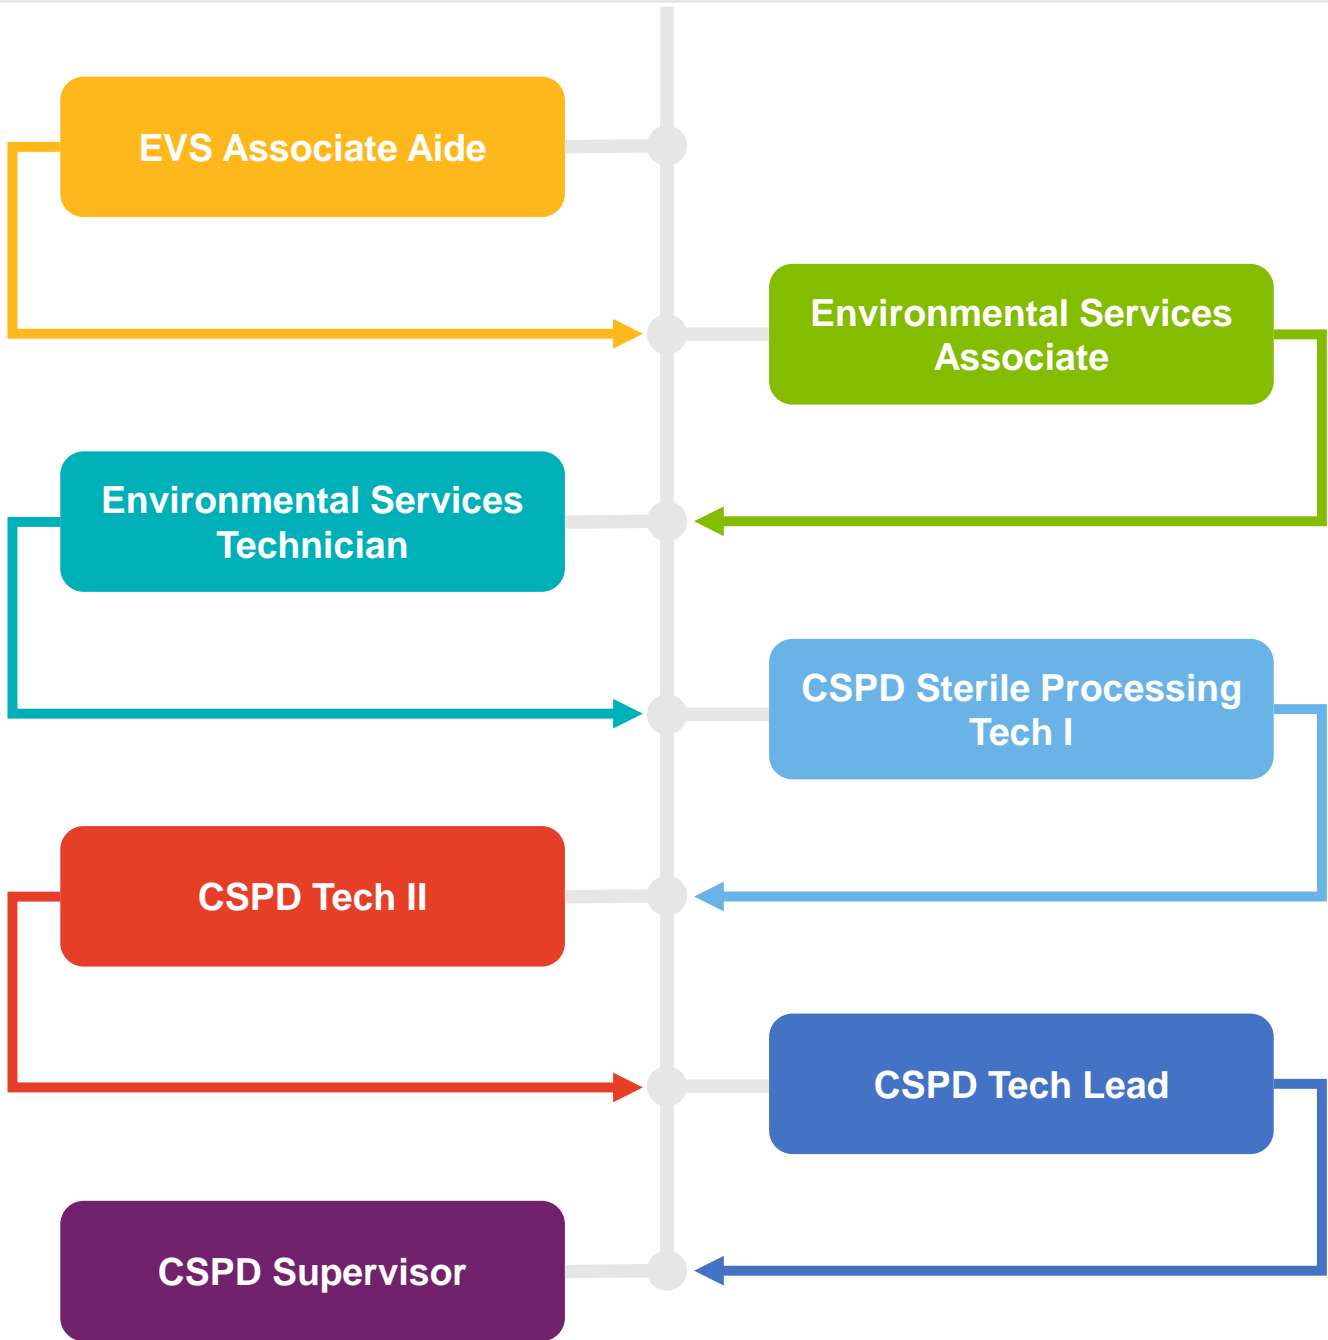 EVS Associate Aide
Environmental Services
Associate
Environmental Services
Technician
CSPD Sterile Processing
Tech I
CSPD Tech II
CSPD Tech Lead
CSPD Supervisor